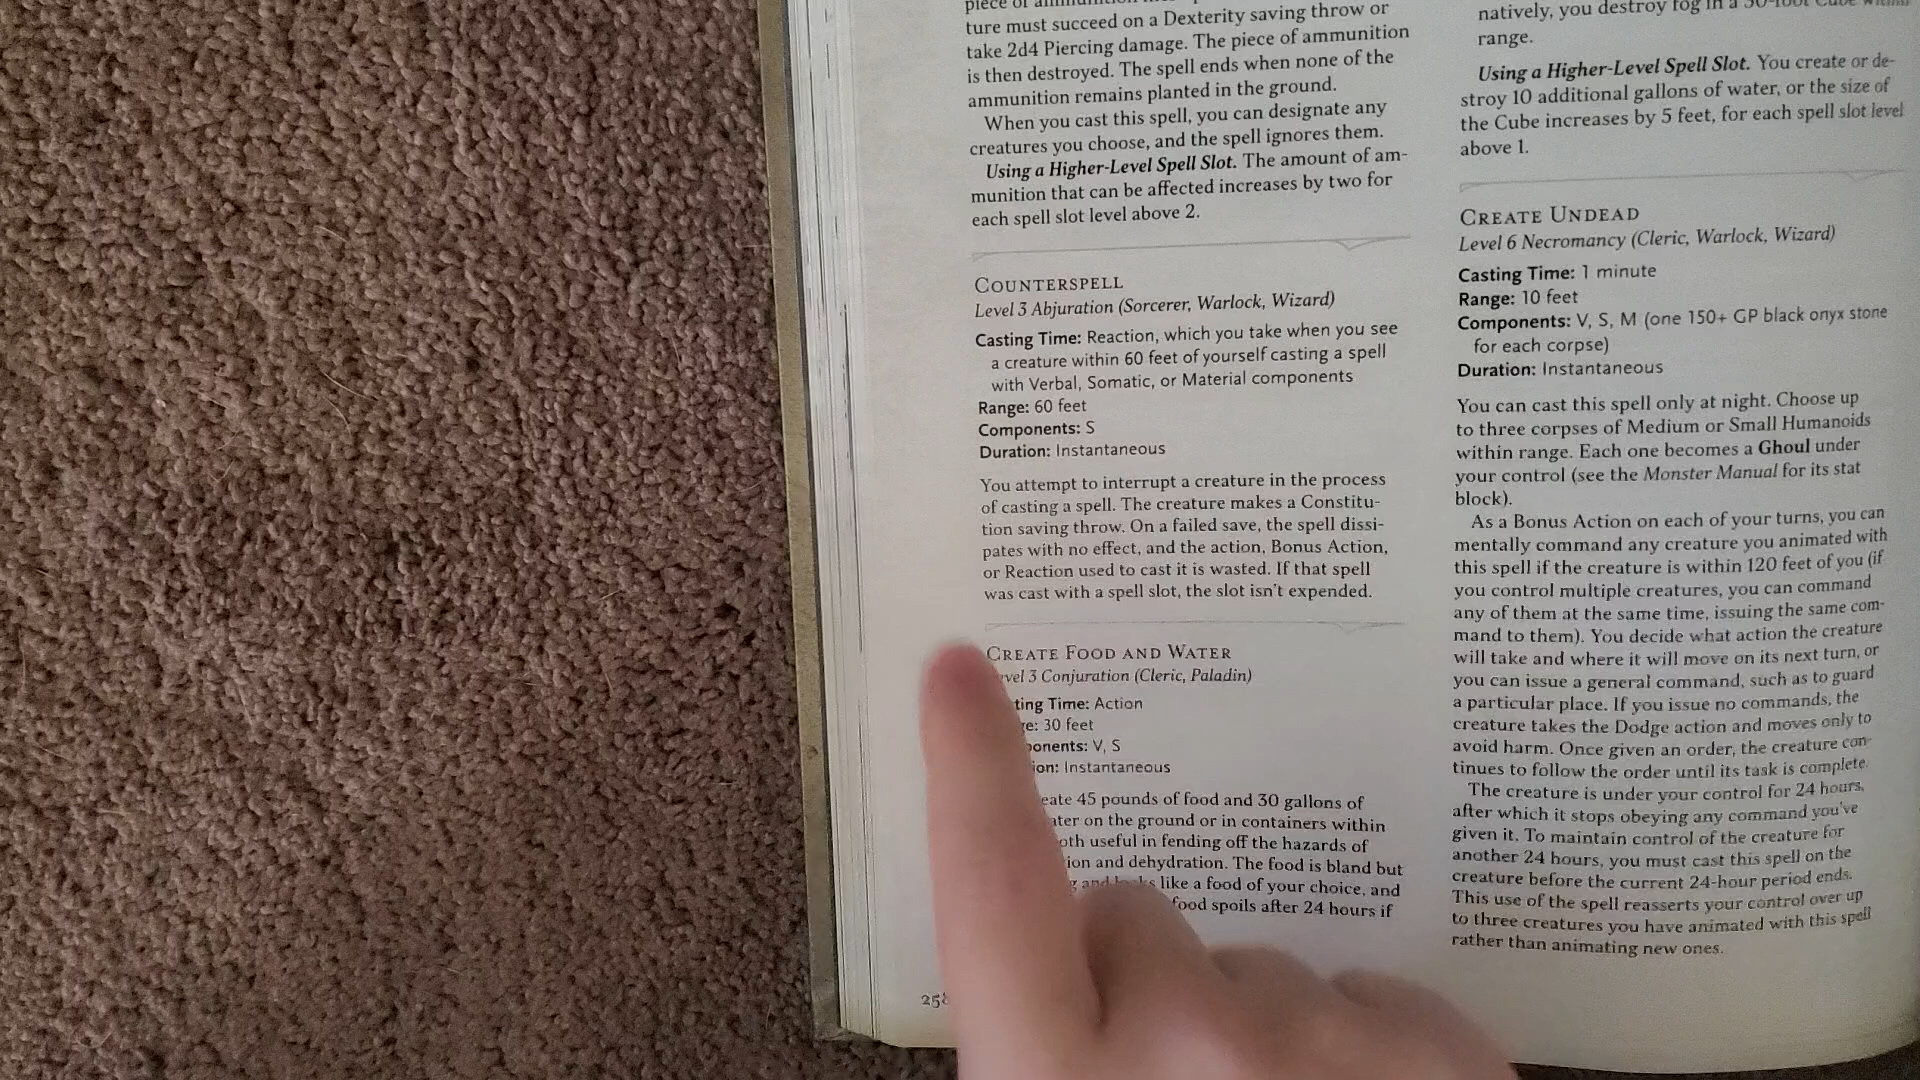 ture must succeed on a Dexterity saving throw or
take 2d4 Piercing damage. The piece of ammunition
is then destroyed. The spell ends when none of the
ammunition remains planted in the ground.
When you cast this spell, you can designate any
creatures you choose, and the spell ignores them.
Using a Higher-Level Spell Slot. The amount of am-
munition that can be affected increases by two for
each spell slot level above 2.
COUNTERSPELL
Level 3 Abjuration (Sorcerer, Warlock, Wizard)
Casting Time: Reaction, which you take when you see
a creature within 60 feet of yourself casting a spell
with Verbal, Somatic, or Material components
Range: 60 feet
Components: S
Duration: Instantaneous
You attempt to interrupt a creature in the process
of casting a spell. The creature makes a Constitu-
tion saving throw. On a failed save, the spell dissi-
pates with no effect, and the action, Bonus Action,
or Reaction used to cast it is wasted. If that spell
was cast with a spell slot, the slot isn't expended.
CREATE FOOD AND WATER
3 Conjuration (Cleric, Paladin)
Time: Action
30 feet
V, S
Instantaneous
45 pounds of food and 30 gallons of
on the ground or in containers within
useful in fending off the hazards of
and dehydration. The food is bland but
like a food of your choice, and
food spoils after 24 hours if
natively, you destroy fog in a 30-foot Cube within
range.
Using a Higher-Level Spell Slot. You create or de-
stroy 10 additional gallons of water, or the size of
the Cube increases by 5 feet, for each spell slot level
above 1.
CREATE UNDEAD
Level 6 Necromancy (Cleric, Warlock, Wizard)
Casting Time: 1 minute
Range: 10 feet
Components: V, S, M (one 150+ GP black onyx stone
for each corpse)
Duration: Instantaneous
You can cast this spell only at night. Choose up
to three corpses of Medium or Small Humanoids
within range. Each one becomes a Ghoul under
your control (see the Monster Manual for its stat
block).
As a Bonus Action on each of your turns, you can
mentally command any creature you animated with
this spell if the creature is within 120 feet of you (if
you control multiple creatures, you can command
any of them at the same time, issuing the same com-
mand to them). You decide what action the creature
will take and where it will move on its next turn, or
you can issue a general command, such as to guard
a particular place. If you issue no commands, the
creature takes the Dodge action and moves only to
avoid harm. Once given an order, the creature con-
tinues to follow the order until its task is complete.
The creature is under your control for 24 hours,
after which it stops obeying any command you've
given it. To maintain control of the creature for
another 24 hours, you must cast this spell on the
creature before the current 24-hour period ends.
This use of the spell reasserts your control over up
to three creatures you have animated with this spell
rather than animating new ones.